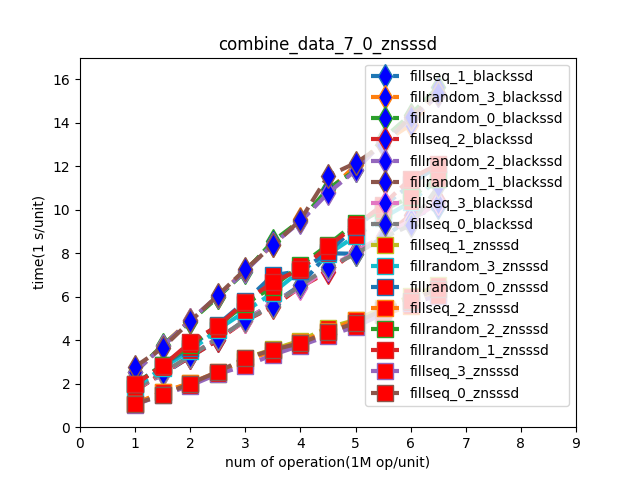 combine_data_7_0_znsssd
time(1 s/unit)
16
14
12
10
8
6
4
2
0
0 1 2 3 4 5 6 7 8 9
num of operation(1M op/unit)
fillseq_1_blackssd
fillrandom_3_blackssd
fillrandom_0_blackssd
fillseq_2_blackssd
fillrandom_2_blackssd
fillrandom_1_blackssd
fillseq_3_blackssd
fillseq_0_blackssd
fillseq_1_znsssd
fillrandom_3_znsssd
fillrandom_0_znsssd
fillseq_2_znsssd
fillrandom_2_znsssd
fillrandom_1_znsssd
fillseq_3_znsssd
fillseq_0_znsssd